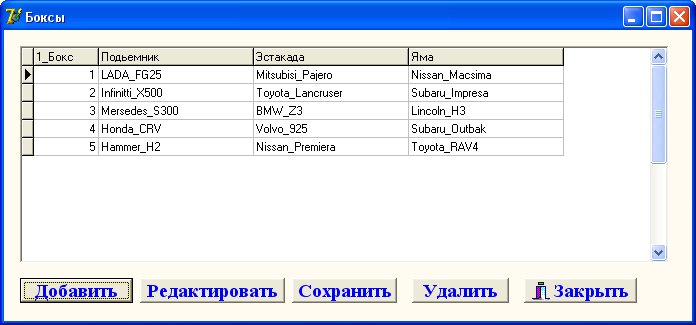 Боксы
1_Бокс Подьемник Эстакада Яма
1 LADA_FG25 Mitsubisi_Pajero Nissan_Macsima
2 Infinitti_X500 Toyota_Lancruser Subaru_Impresa
3 Mersedes_S300 BMW_Z3 Lincoln_H3
4 Honda_CRV Volvo_925 Subaru_Outbak
5 Hammer_H2 Nissan_Premiera Toyota_RAV4
Добавить Редактировать Сохранить Удалить Закрыть